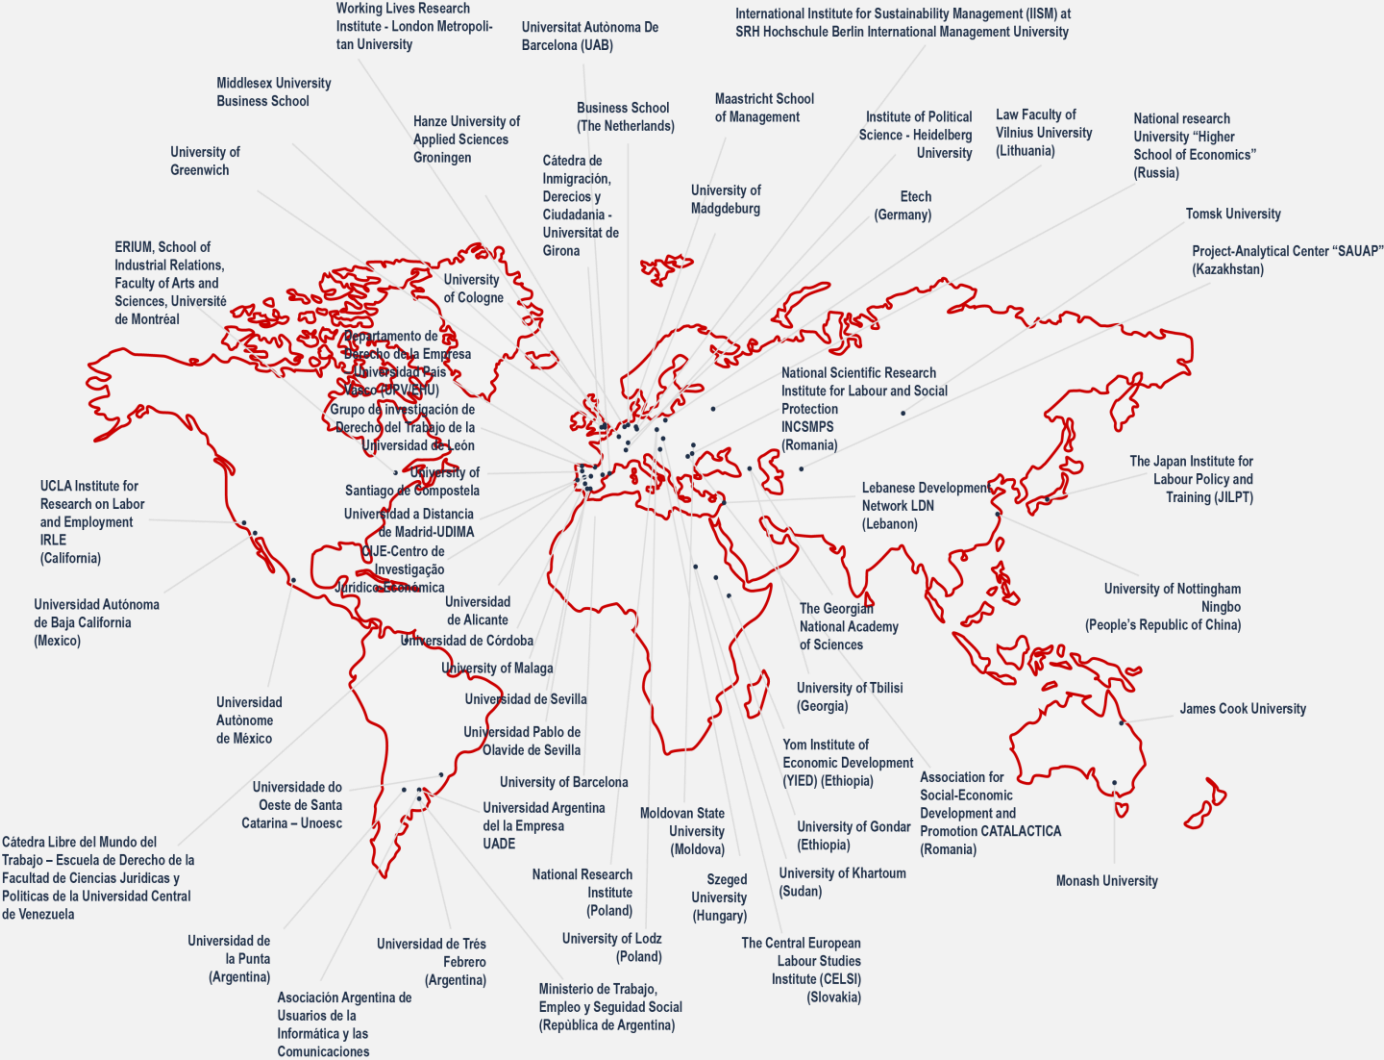 Working Lives Research
Institute - London Metropoli-
tan University
Universitat Autònoma De
Barcelona (UAB)
International Institute for Sustainability Management (IISM) at
SRH Hochschule Berlin International Management University
Middlesex University
Business School
Hanze University of
Applied Sciences
Groningen
Business School
(The Netherlands)
Maastricht School
of Management
Institute of Political
Science - Heidelberg
University
Law Faculty of
Vilnius University
(Lithuania)
National research
University “Higher
School of Economics”
(Russia)
University of
Greenwich
Cátedra de
Inmigración,
Derecios y
Ciudadania -
Universitat de
Girona
University of
Madgdeburg
Etech
(Germany)
Tomsk University
Project-Analytical Center “SAUAP”
(Kazakhstan)
ERIUM, School of
Industrial Relations,
Faculty of Arts and
Sciences, Université
de Montréal
University
of Cologne
Departamento de
Derecho de la Empresa
– Universidad Pais
Vasco (UPV/EHU)
Grupo de investigación de
Derecho del Trabajo de la
Universidad de León
National Scientific Research
Institute for Labour and Social
Protection
INCSMPS
(Romania)
University of
Santiago de Compostela
Universidad a Distancia
de Madrid-UDIMA
CIJE-Centro de
Investigação
Jurídico-Económica
UCLA Institute for
Research on Labor
and Employment
IRLE
(California)
Lebanese Development
Network LDN
(Lebanon)
The Japan Institute for
Labour Policy and
Training (JILPT)
Universidad Autónoma
de Baja California
(Mexico)
Universidad
de Alicante
Universidad de Córdoba
University of Malaga
Universidad de Sevilla
Universidad Pablo de
Olavide de Sevilla
University of Barcelona
The Georgian
National Academy
of Sciences
University of Nottingham
Ningbo
(People’s Republic of China)
University of Tbilisi
(Georgia)
Universidad
Autònome
de México
James Cook University
Yom Institute of
Economic Development
(YIED) (Ethiopia)
Association for
Social-Economic
Development and
Promotion CATALACTICA
(Romania)
Universidade do
Oeste de Santa
Catarina – Unoesc
Universidad Argentina
del la Empresa
UADE
Moldovan State
University
(Moldova)
University of Gondar
(Ethiopia)
Cátedra Libre del Mundo del
Trabajo – Escuela de Derecho de la
Facultad de Ciencias Jurídicas y
Políticas de la Universidad Central
de Venezuela
National Research
Institute
(Poland)
Szeged
University
(Hungary)
University of Khartoum
(Sudan)
Monash University
Universidad de
la Punta
(Argentina)
Universidad de Trés
Febrero
(Argentina)
University of Lodz
(Poland)
The Central European
Labour Studies
Institute (CELSI)
(Slovakia)
Asociación Argentina de
Usuarios de la
Informática y las
Comunicaciones
Ministerio de Trabajo,
Empleo y Seguidad Social
(Repùblica de Argentina)